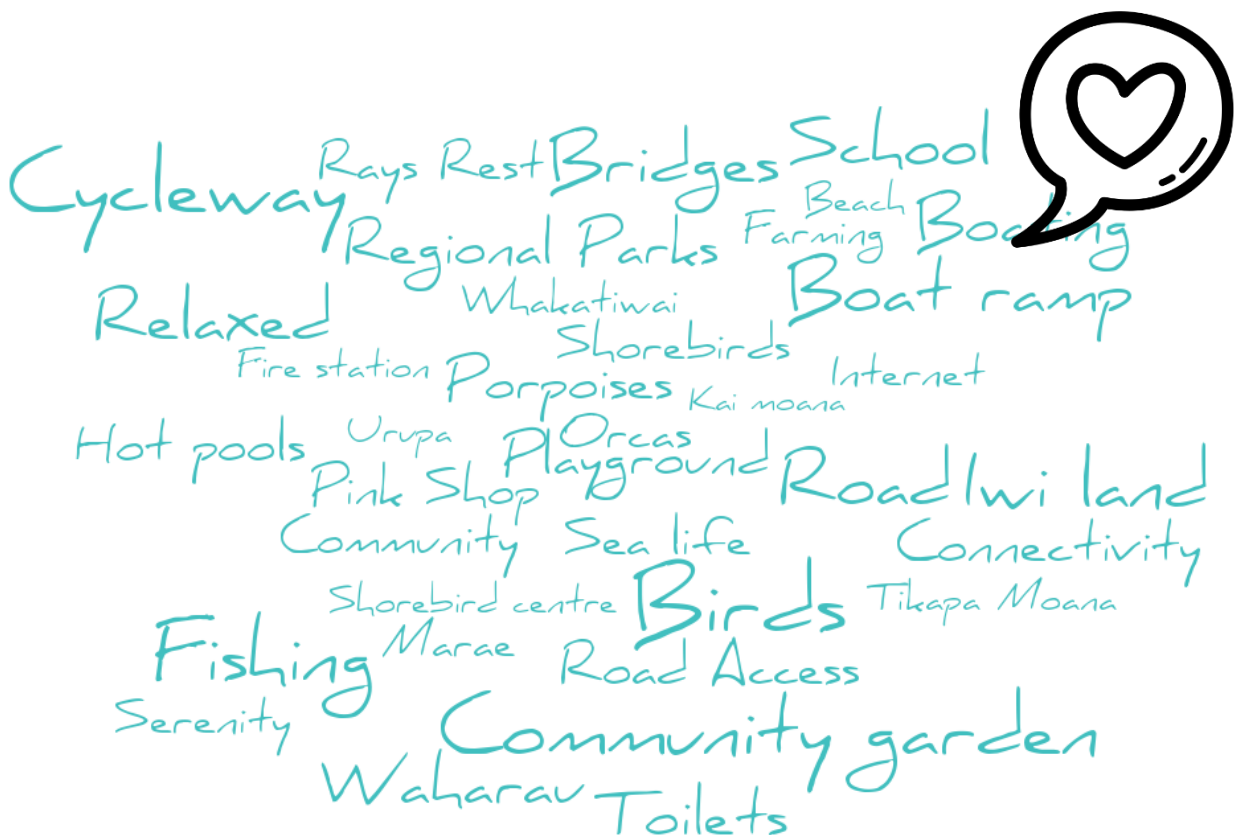 School
Cycleway
Rays Rest
Bridges
Beach
Boating
Farming
Regional Parks
Whakatiwai
Boat ramp
Relaxed
Shorebirds
Fire station
Porpoises
Internet
Kai moana
Hot pools
Urupa
Orcas
Playground
Pink Shop
Road
Iwi land
Community
Sea life
Connectivity
Shorebird centre
Birds
Tikapa Moana
Fishing
Marae
Road Access
Serenity
Community garden
Waharau
Toilets